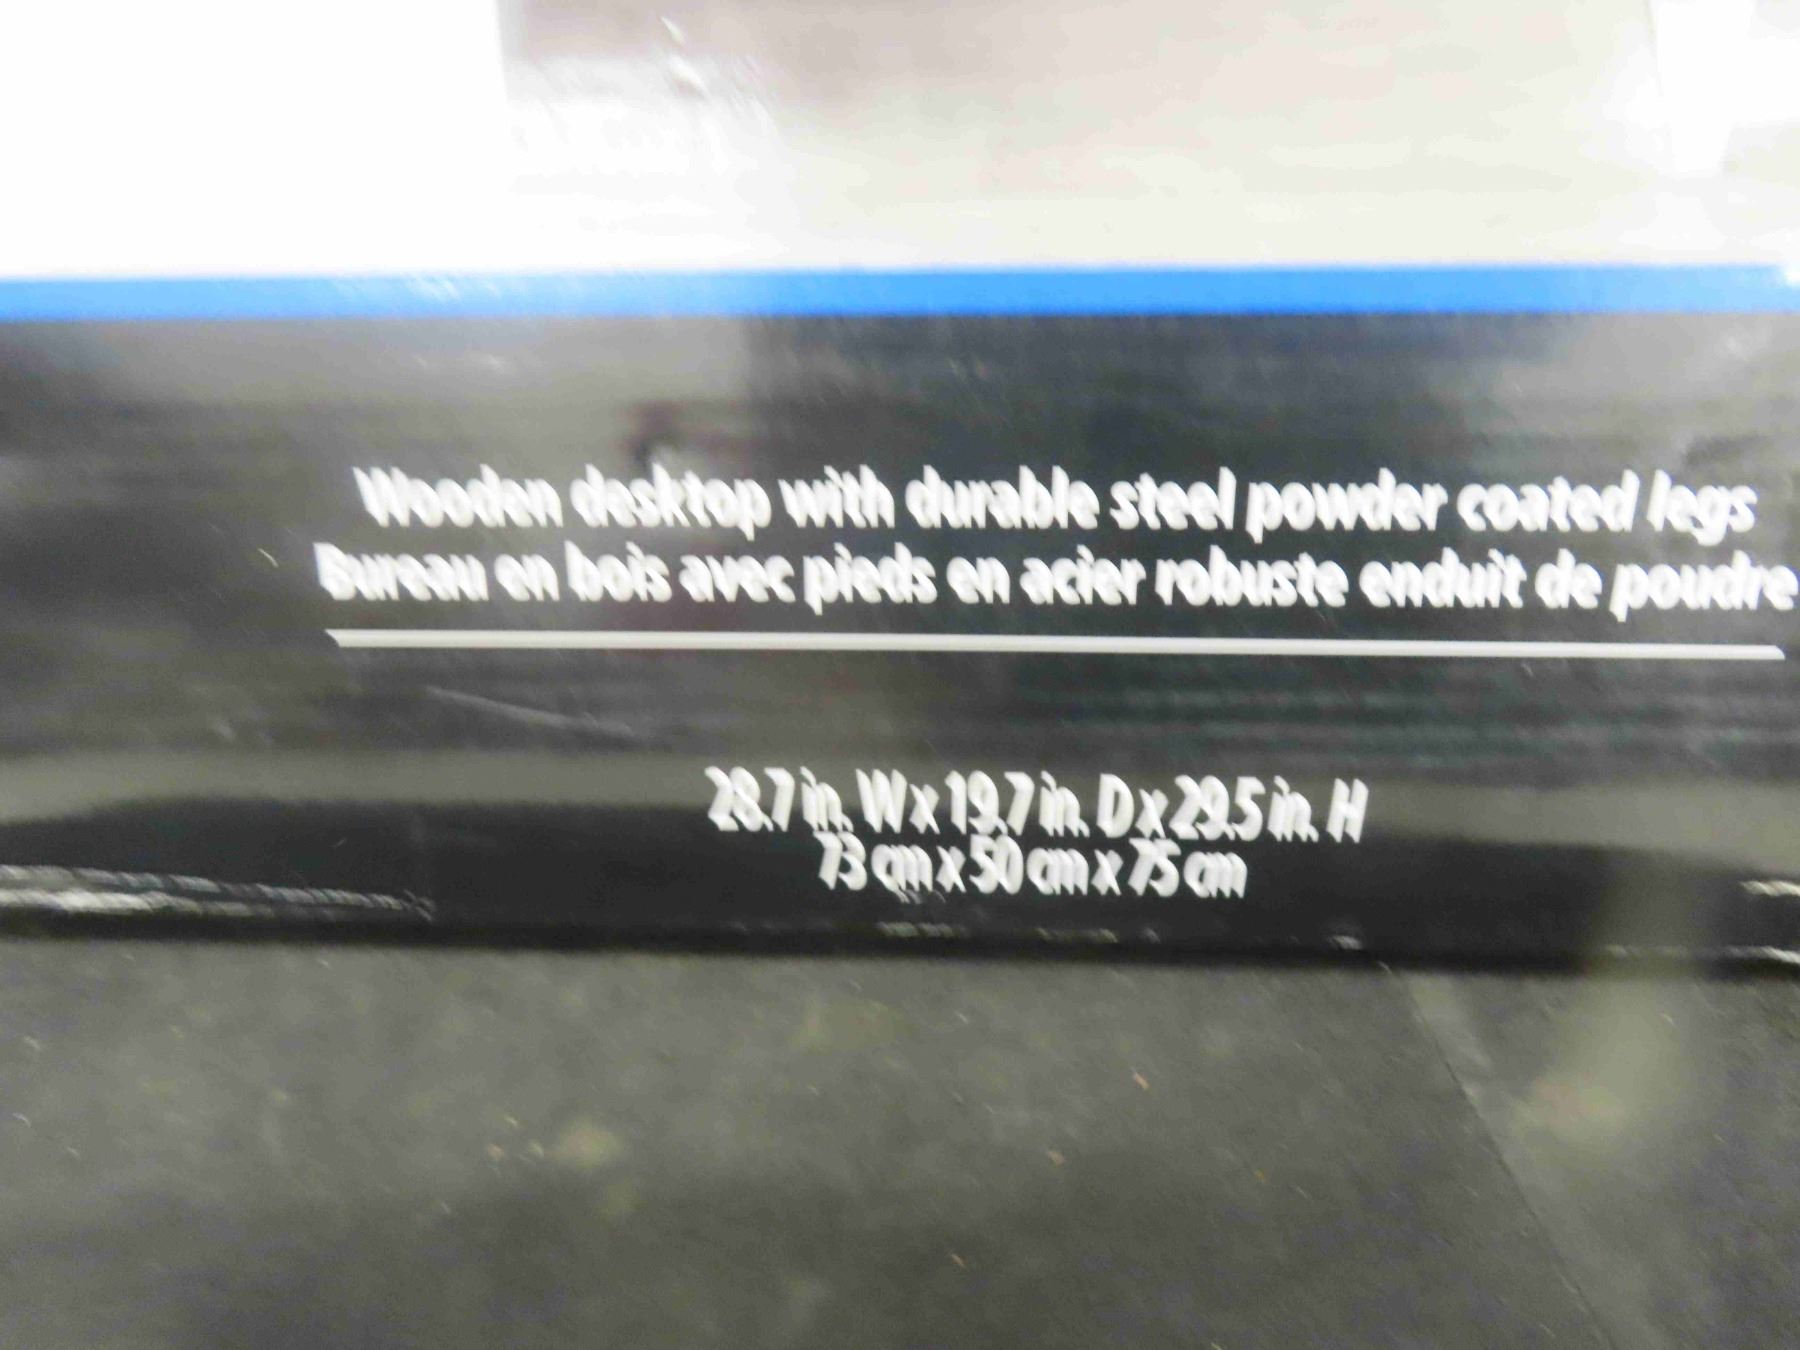 Wooden desktop with durable steel powder coated legs
Bureau en bois avec pieds en acier robuste enduit de poudre
28.7 in. W x 19.7 in. D x 29.5 in. H
73 cm x 50 cm x 75 cm